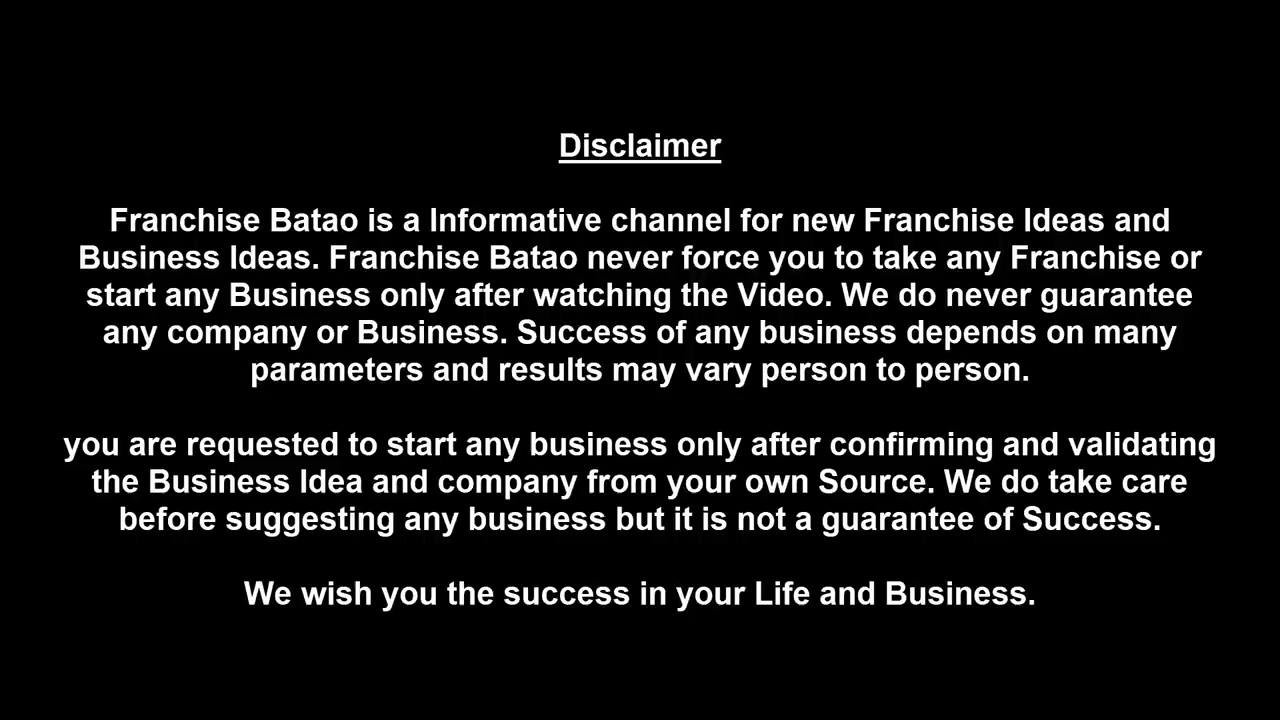 Disclaimer
Franchise Batao is a Informative channel for new Franchise Ideas and
Business Ideas. Franchise Batao never force you to take any Franchise or
start any Business only after watching the Video. We do never guarantee
any company or Business. Success of any business depends on many
parameters and results may vary person to person.
you are requested to start any business only after confirming and validating
the Business Idea and company from your own Source. We do take care
before suggesting any business but it is not a guarantee of Success.
We wish you the success in your Life and Business.